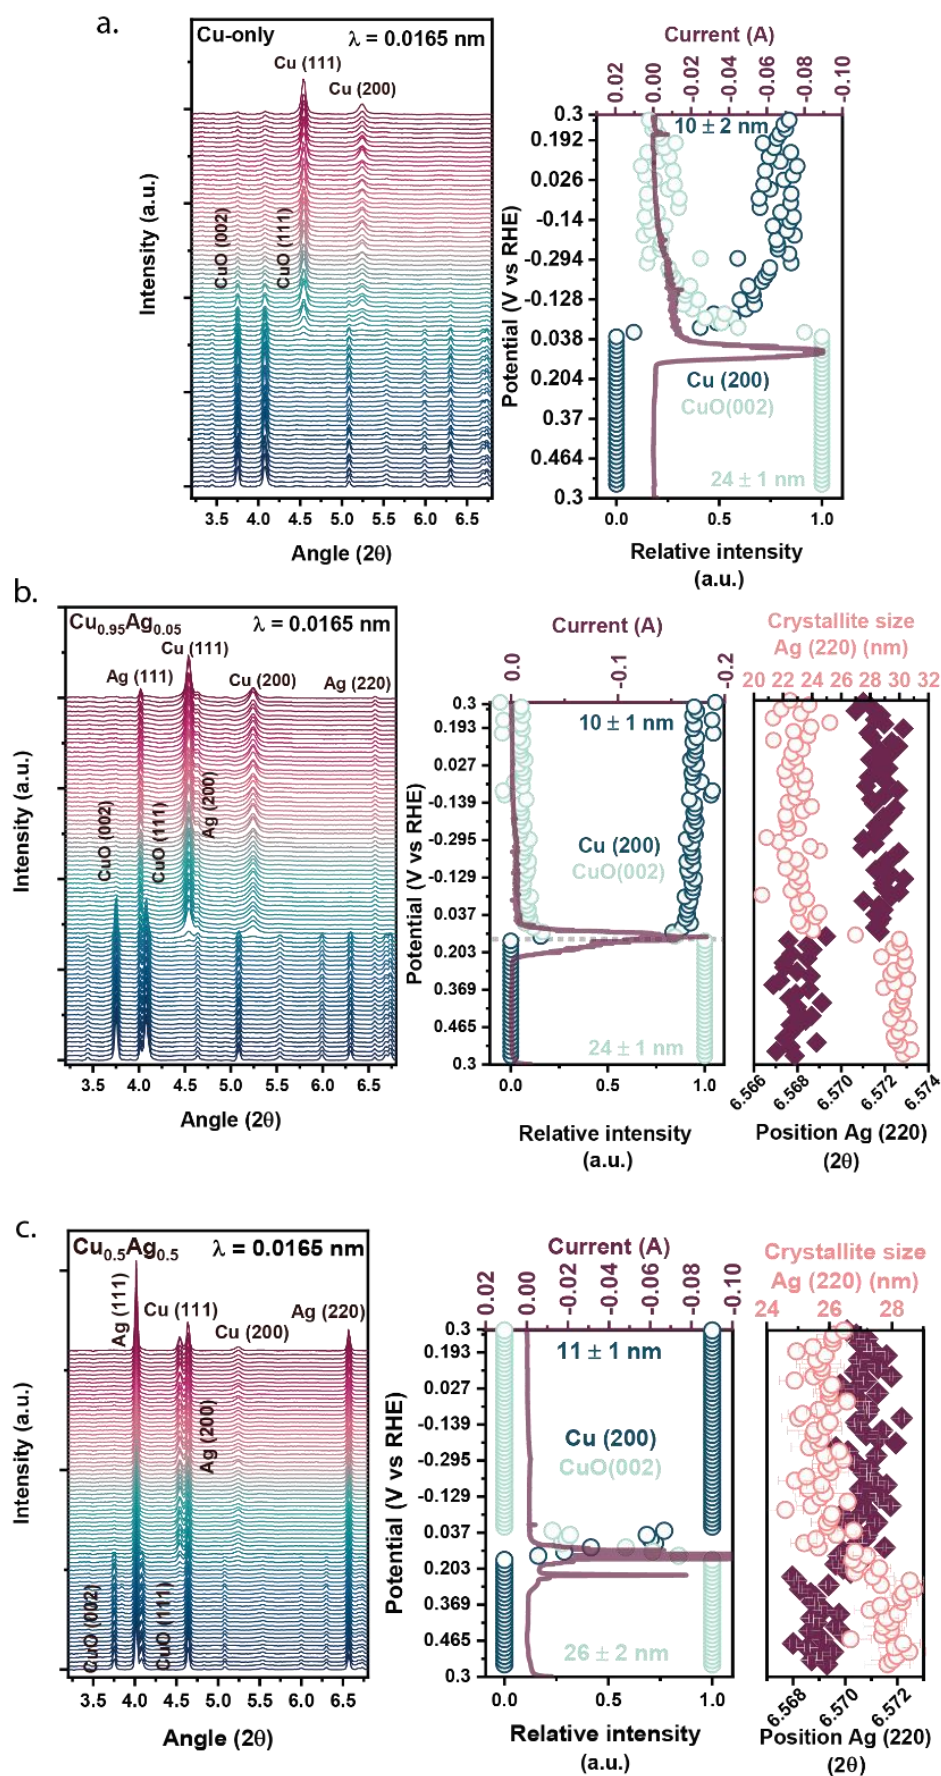 a.
Cu-only
λ = 0.0165 nm
Cu (111)
Cu (200)
CuO (002)
CuO (111)
Intensity (a.u.)
3.5 4.0 4.5 5.0 5.5 6.0 6.5
Angle (2θ)
Current (A)
0.02 0.00 -0.02 -0.04 -0.06 -0.08 -0.10
10 ± 2 nm
Potential (V vs RHE)
0.3
0.192
0.026
-0.14
-0.294
-0.128
0.038
0.204
0.37
0.464
0.3
Cu (200)
CuO(002)
24 ± 1 nm
0.0 0.5 1.0
Relative intensity
(a.u.)
b.
Cu0.95Ag0.05
λ = 0.0165 nm
Cu (111)
Ag (111)
Cu (200)
Ag (220)
CuO (002)
CuO (111)
Ag (200)
Intensity (a.u.)
3.5 4.0 4.5 5.0 5.5 6.0 6.5
Angle (2θ)
Current (A)
0.0 -0.1 -0.2
10 ± 1 nm
Potential (V vs RHE)
0.3
0.193
0.027
-0.139
-0.295
-0.129
0.037
0.203
0.369
0.465
0.3
Cu (200)
CuO(002)
24 ± 1 nm
0.0 0.5 1.0
Relative intensity
(a.u.)
Crystallite size
Ag (220) (nm)
20 22 24 26 28 30 32
6.566 6.568 6.570 6.572 6.574
Position Ag (220)
(2θ)
c.
Cu0.5Ag0.5
λ = 0.0165 nm
Ag (111)
Cu (111)
Cu (200)
Ag (220)
Ag (200)
CuO (002)
CuO (111)
Intensity (a.u.)
3.5 4.0 4.5 5.0 5.5 6.0 6.5
Angle (2θ)
Current (A)
0.02 0.00 -0.02 -0.04 -0.06 -0.08 -0.10
11 ± 1 nm
Potential (V vs RHE)
0.3
0.193
0.027
-0.139
-0.295
-0.129
0.037
0.203
0.369
0.465
0.3
Cu (200)
CuO(002)
26 ± 2 nm
0.0 0.5 1.0
Relative intensity
(a.u.)
Crystallite size
Ag (220) (nm)
24 26 28
6.568 6.570 6.572
Position Ag (220)
(2θ)